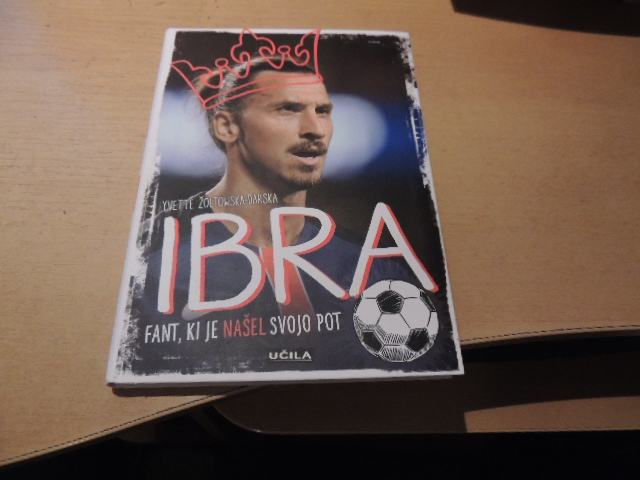 YVETTE ŻÓŁTOWSKA-DARSKA
IBRA
FANT, KI JE NAŠEL SVOJO POT
UČILA